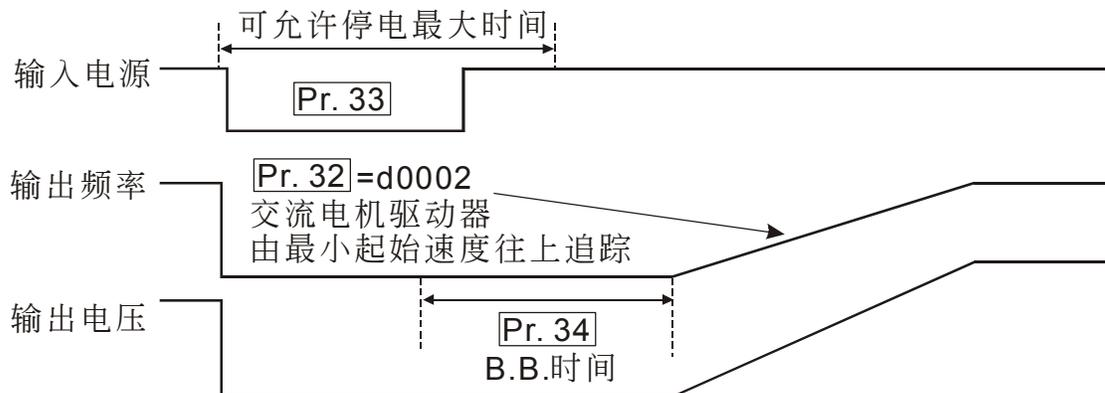 可允许停电最大时间
输入电源
Pr. 33
输出频率
Pr. 32=d0002
交流电机驱动器
由最小起始速度往上追踪
输出电压
Pr. 34
B.B.时间